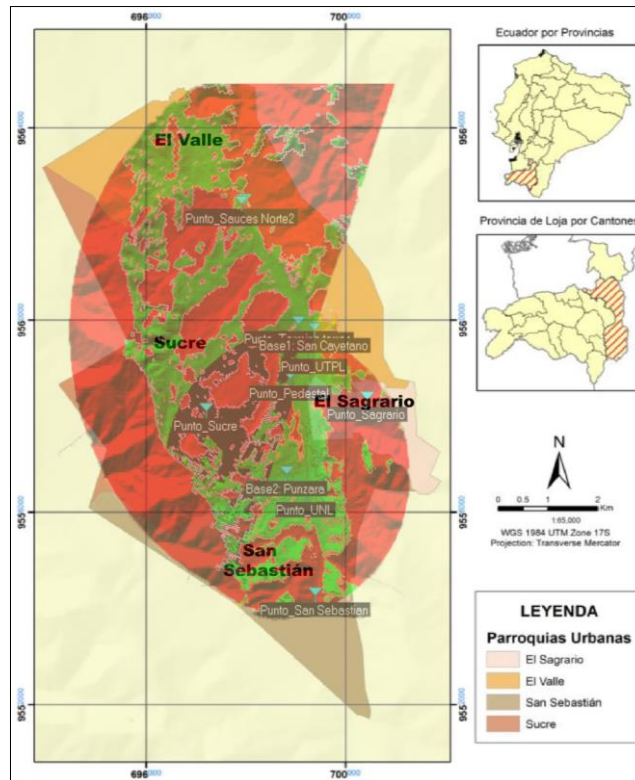 696000
700000
Ecuador por Provincias
El Valle
Punto_Sauces Norte2
Provincia de Loja por Cantones
Sucre
Base1: San Cayetano
Punto_UTPL
Punto_Pedestal
El Sagrario
Punto_Sagrario
Punto_Sucre
Base2: Punzara
Punto_UNL
San
Sebastián
Punto_San Sebastian
N
0 0.5 1 2
Km
1:65,000
WGS 1984 UTM Zone 17S
Projection: Transverse Mercator
LEYENDA
Parroquias Urbanas
El Sagrario
El Valle
San Sebastián
Sucre
696000
700000